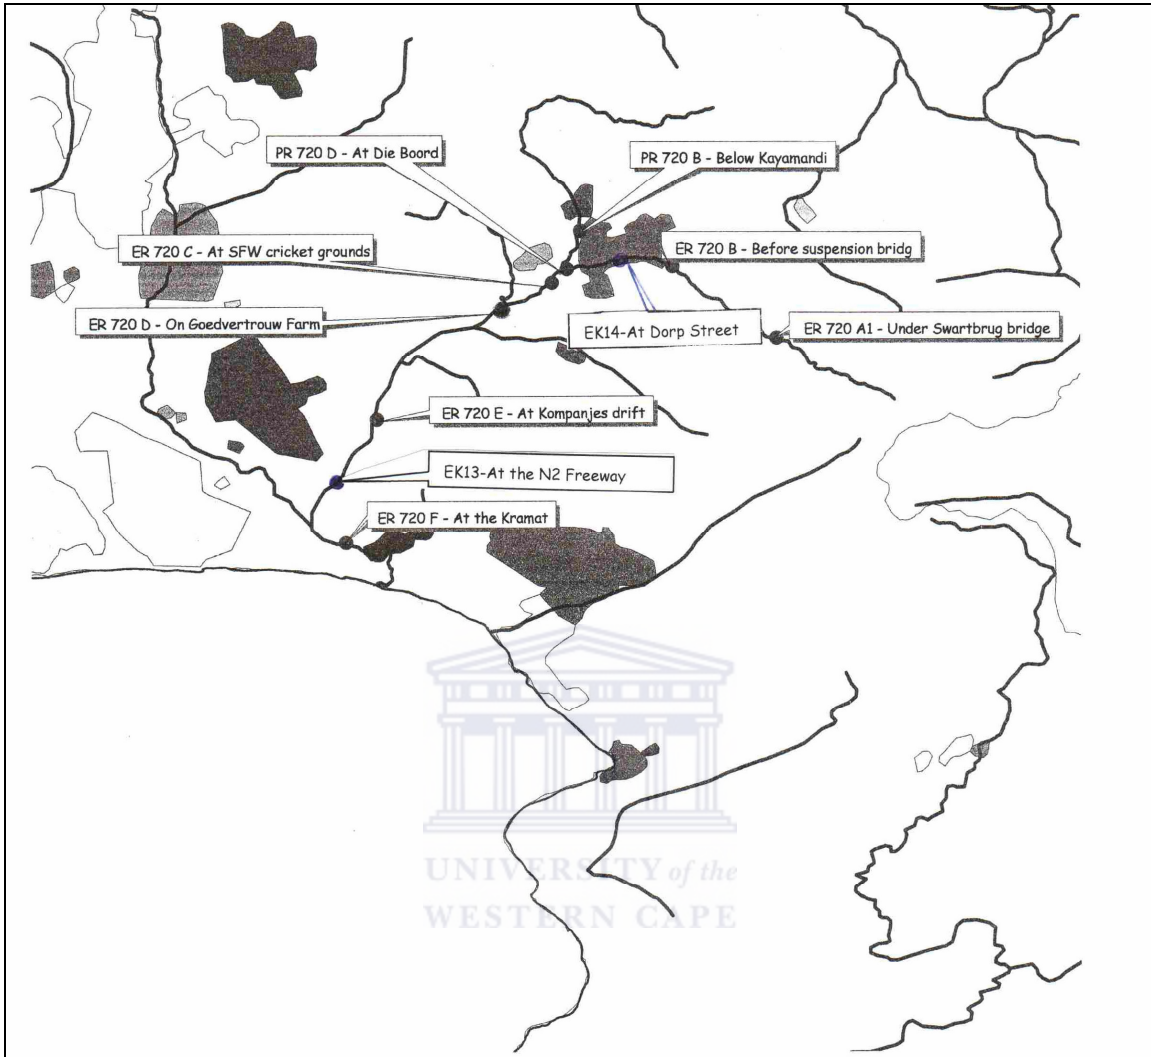 PR 720 D - At Die Boord
PR 720 B - Below Kayamandi
ER 720 C - At SFW cricket grounds
ER 720 B - Before suspension bridg
ER 720 D - On Goedvertrouw Farm
EK14-At Dorp Street
ER 720 A1 - Under Swartbrug bridge
ER 720 E - At Kompanjes drift
EK13-At the N2 Freeway
ER 720 F - At the Kramat
UNIVERSITY of the
WESTERN CAPE